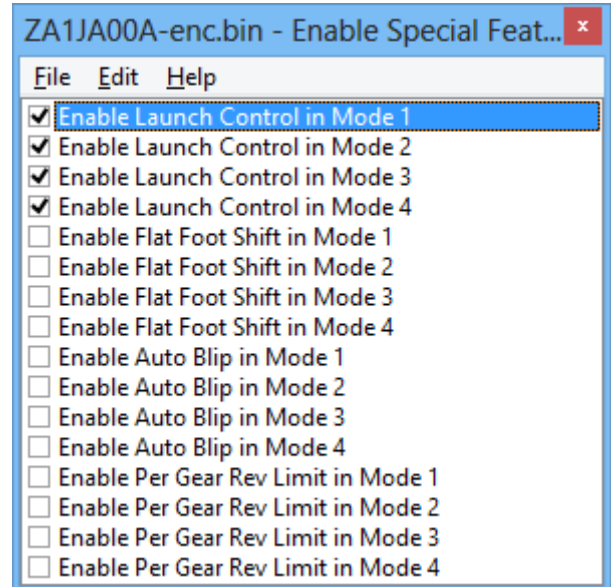 ZA1JA00A-enc.bin - Enable Special Feat...
File Edit Help
Enable Launch Control in Mode 1
Enable Launch Control in Mode 2
Enable Launch Control in Mode 3
Enable Launch Control in Mode 4
Enable Flat Foot Shift in Mode 1
Enable Flat Foot Shift in Mode 2
Enable Flat Foot Shift in Mode 3
Enable Flat Foot Shift in Mode 4
Enable Auto Blip in Mode 1
Enable Auto Blip in Mode 2
Enable Auto Blip in Mode 3
Enable Auto Blip in Mode 4
Enable Per Gear Rev Limit in Mode 1
Enable Per Gear Rev Limit in Mode 2
Enable Per Gear Rev Limit in Mode 3
Enable Per Gear Rev Limit in Mode 4